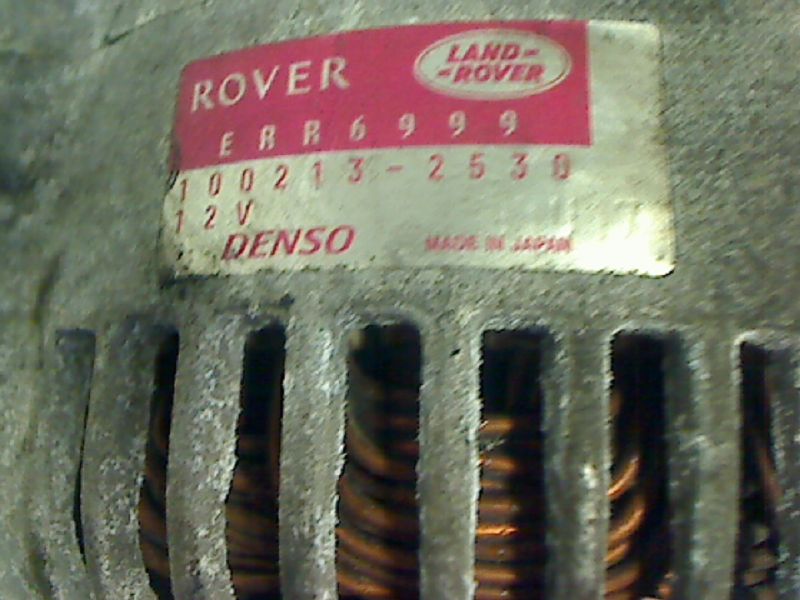 ROVER
LAND-
-ROVER
ERR6999
100213-2530
12V
DENSO
MADE IN JAPAN